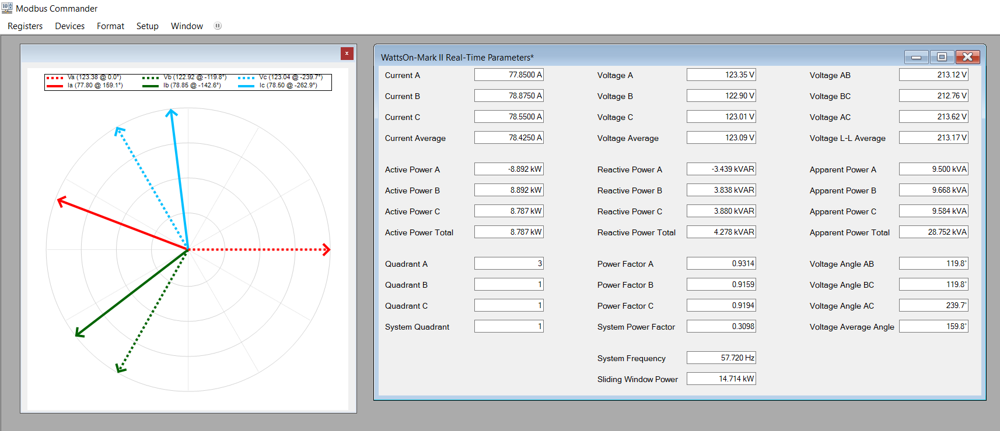 Modbus Commander
Registers Devices Format Setup Window
x
Va (123.38 @ 0.0°) Vb (122.92 @ -119.8°) Vc (123.04 @ -239.7°)
Ia (77.80 @ 159.1°) Ib (78.85 @ -142.6°) Ic (78.50 @ -262.9°)
WattsOn-Mark II Real-Time Parameters*
Current A 77.8500 A Voltage A 123.35 V Voltage AB 213.12 V
Current B 78.8750 A Voltage B 122.90 V Voltage BC 212.76 V
Current C 78.5500 A Voltage C 123.01 V Voltage AC 213.62 V
Current Average 78.4250 A Voltage Average 123.09 V Voltage L-L Average 213.17 V
Active Power A -8.892 kW Reactive Power A -3.439 kVAR Apparent Power A 9.500 kVA
Active Power B 8.892 kW Reactive Power B 3.838 kVAR Apparent Power B 9.668 kVA
Active Power C 8.787 kW Reactive Power C 3.880 kVAR Apparent Power C 9.584 kVA
Active Power Total 8.787 kW Reactive Power Total 4.278 kVAR Apparent Power Total 28.752 kVA
Quadrant A 3 Power Factor A 0.9314 Voltage Angle AB 119.8°
Quadrant B 1 Power Factor B 0.9159 Voltage Angle BC 119.8°
Quadrant C 1 Power Factor C 0.9194 Voltage Angle AC 239.7°
System Quadrant 1 System Power Factor 0.3098 Voltage Average Angle 159.8°
System Frequency 57.720 Hz
Sliding Window Power 14.714 kW